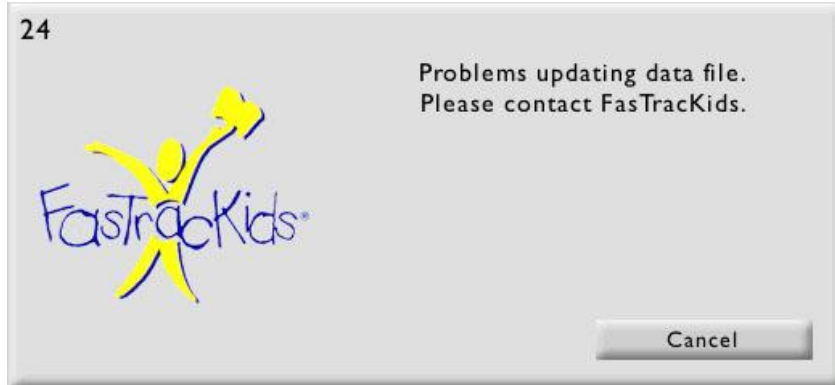 24
Problems updating data file.
Please contact FasTracKids.
FasTracKids®
Cancel